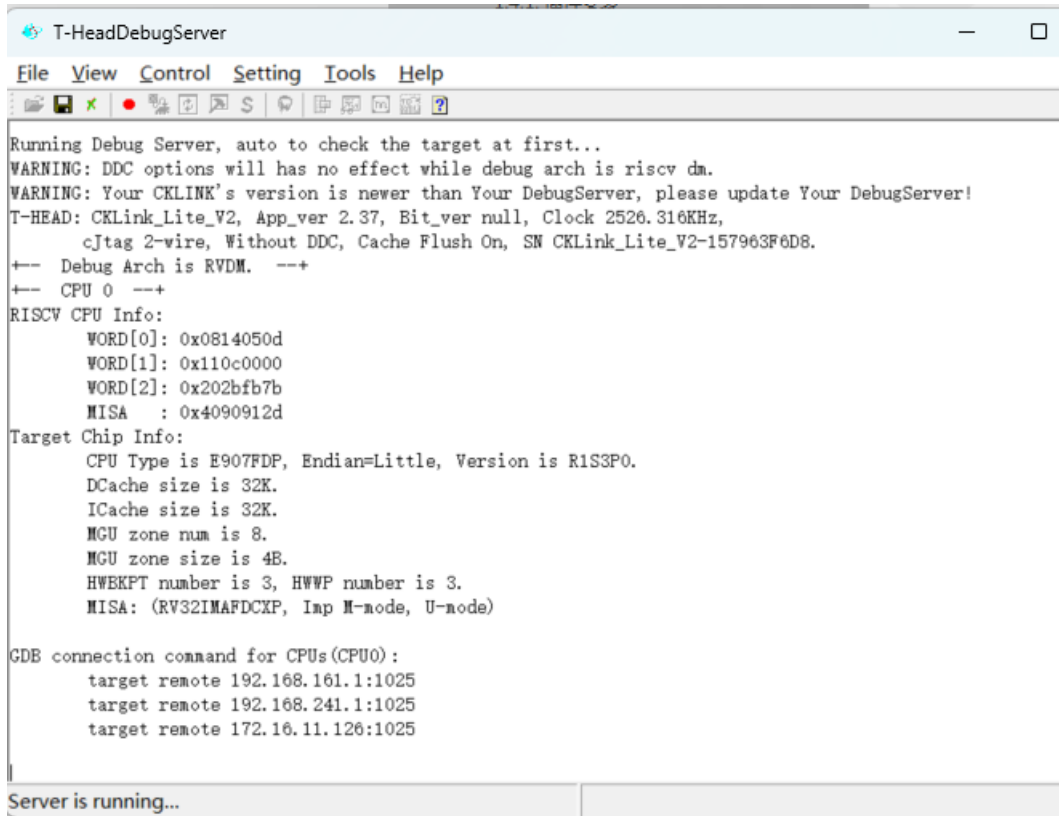 T-HeadDebugServer
File View Control Setting Tools Help
Running Debug Server, auto to check the target at first...
WARNING: DDC options will has no effect while debug arch is riscv dm.
WARNING: Your CKLINK's version is newer than Your DebugServer, please update Your DebugServer!
T-HEAD: CKLink_Lite_V2, App_ver 2.37, Bit_ver null, Clock 2526.316KHz,
cJtag 2-wire, Without DDC, Cache Flush On, SN CKLink_Lite_V2-157963F6D8.
+-- Debug Arch is RVDM. --+
+-- CPU 0 --+
RISCV CPU Info:
WORD[0]: 0x0814050d
WORD[1]: 0x110c0000
WORD[2]: 0x202bfb7b
MISA : 0x4090912d
Target Chip Info:
CPU Type is E907FDP, Endian=Little, Version is R1S3P0.
DCache size is 32K.
ICache size is 32K.
MGU zone num is 8.
MGU zone size is 4B.
HWBKPT number is 3, HWWP number is 3.
MISA: (RV32IMAFDCXP, Imp M-mode, U-mode)
GDB connection command for CPUs(CPU0):
target remote 192.168.161.1:1025
target remote 192.168.241.1:1025
target remote 172.16.11.126:1025
Server is running...